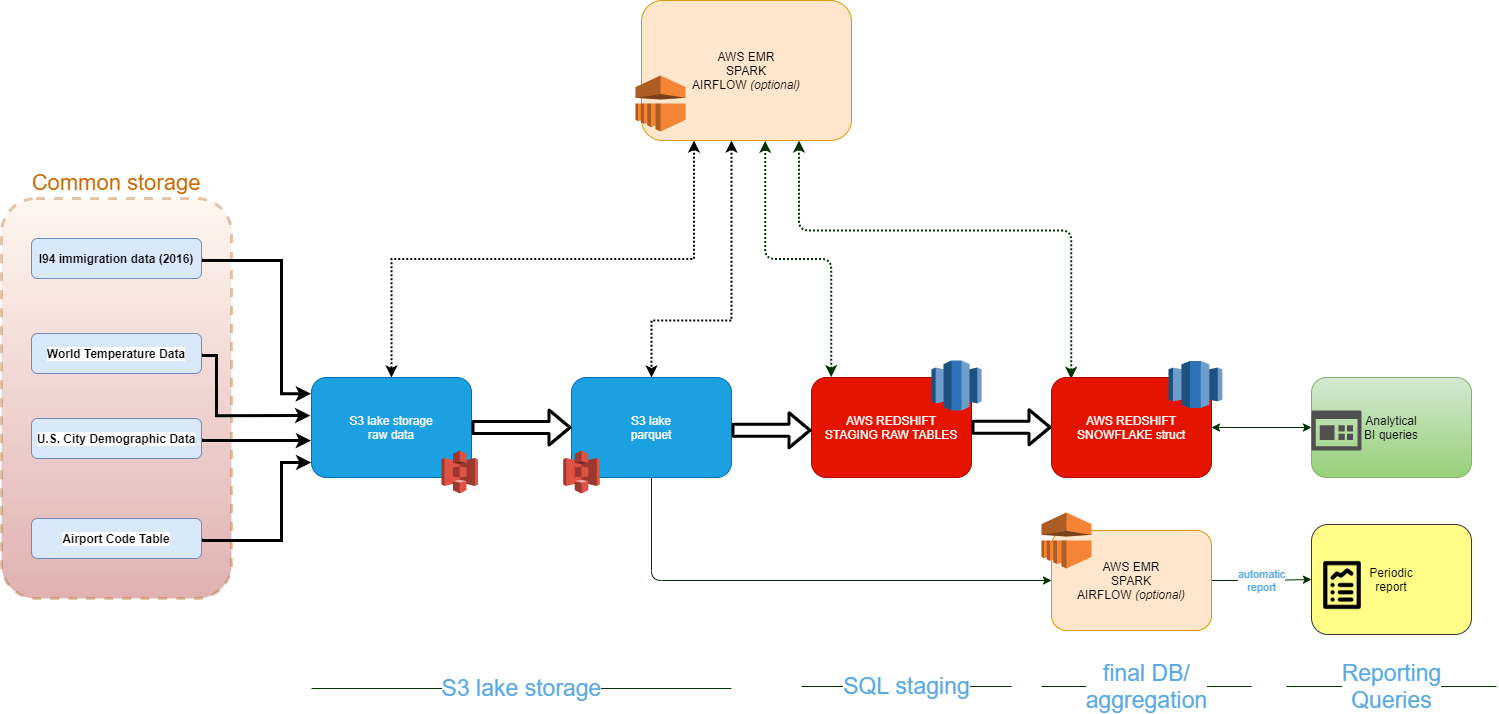 AWS EMR
SPARK
AIRFLOW (optional)
Common storage
I94 immigration data (2016)
World Temperature Data
U.S. City Demographic Data
Airport Code Table
S3 lake storage
raw data
S3 lake
parquet
AWS REDSHIFT
STAGING RAW TABLES
AWS REDSHIFT
SNOWFLAKE struct
Analytical
BI queries
AWS EMR
SPARK
AIRFLOW (optional)
automatic
report
Periodic
report
S3 lake storage
SQL staging
final DB/
aggregation
Reporting
Queries